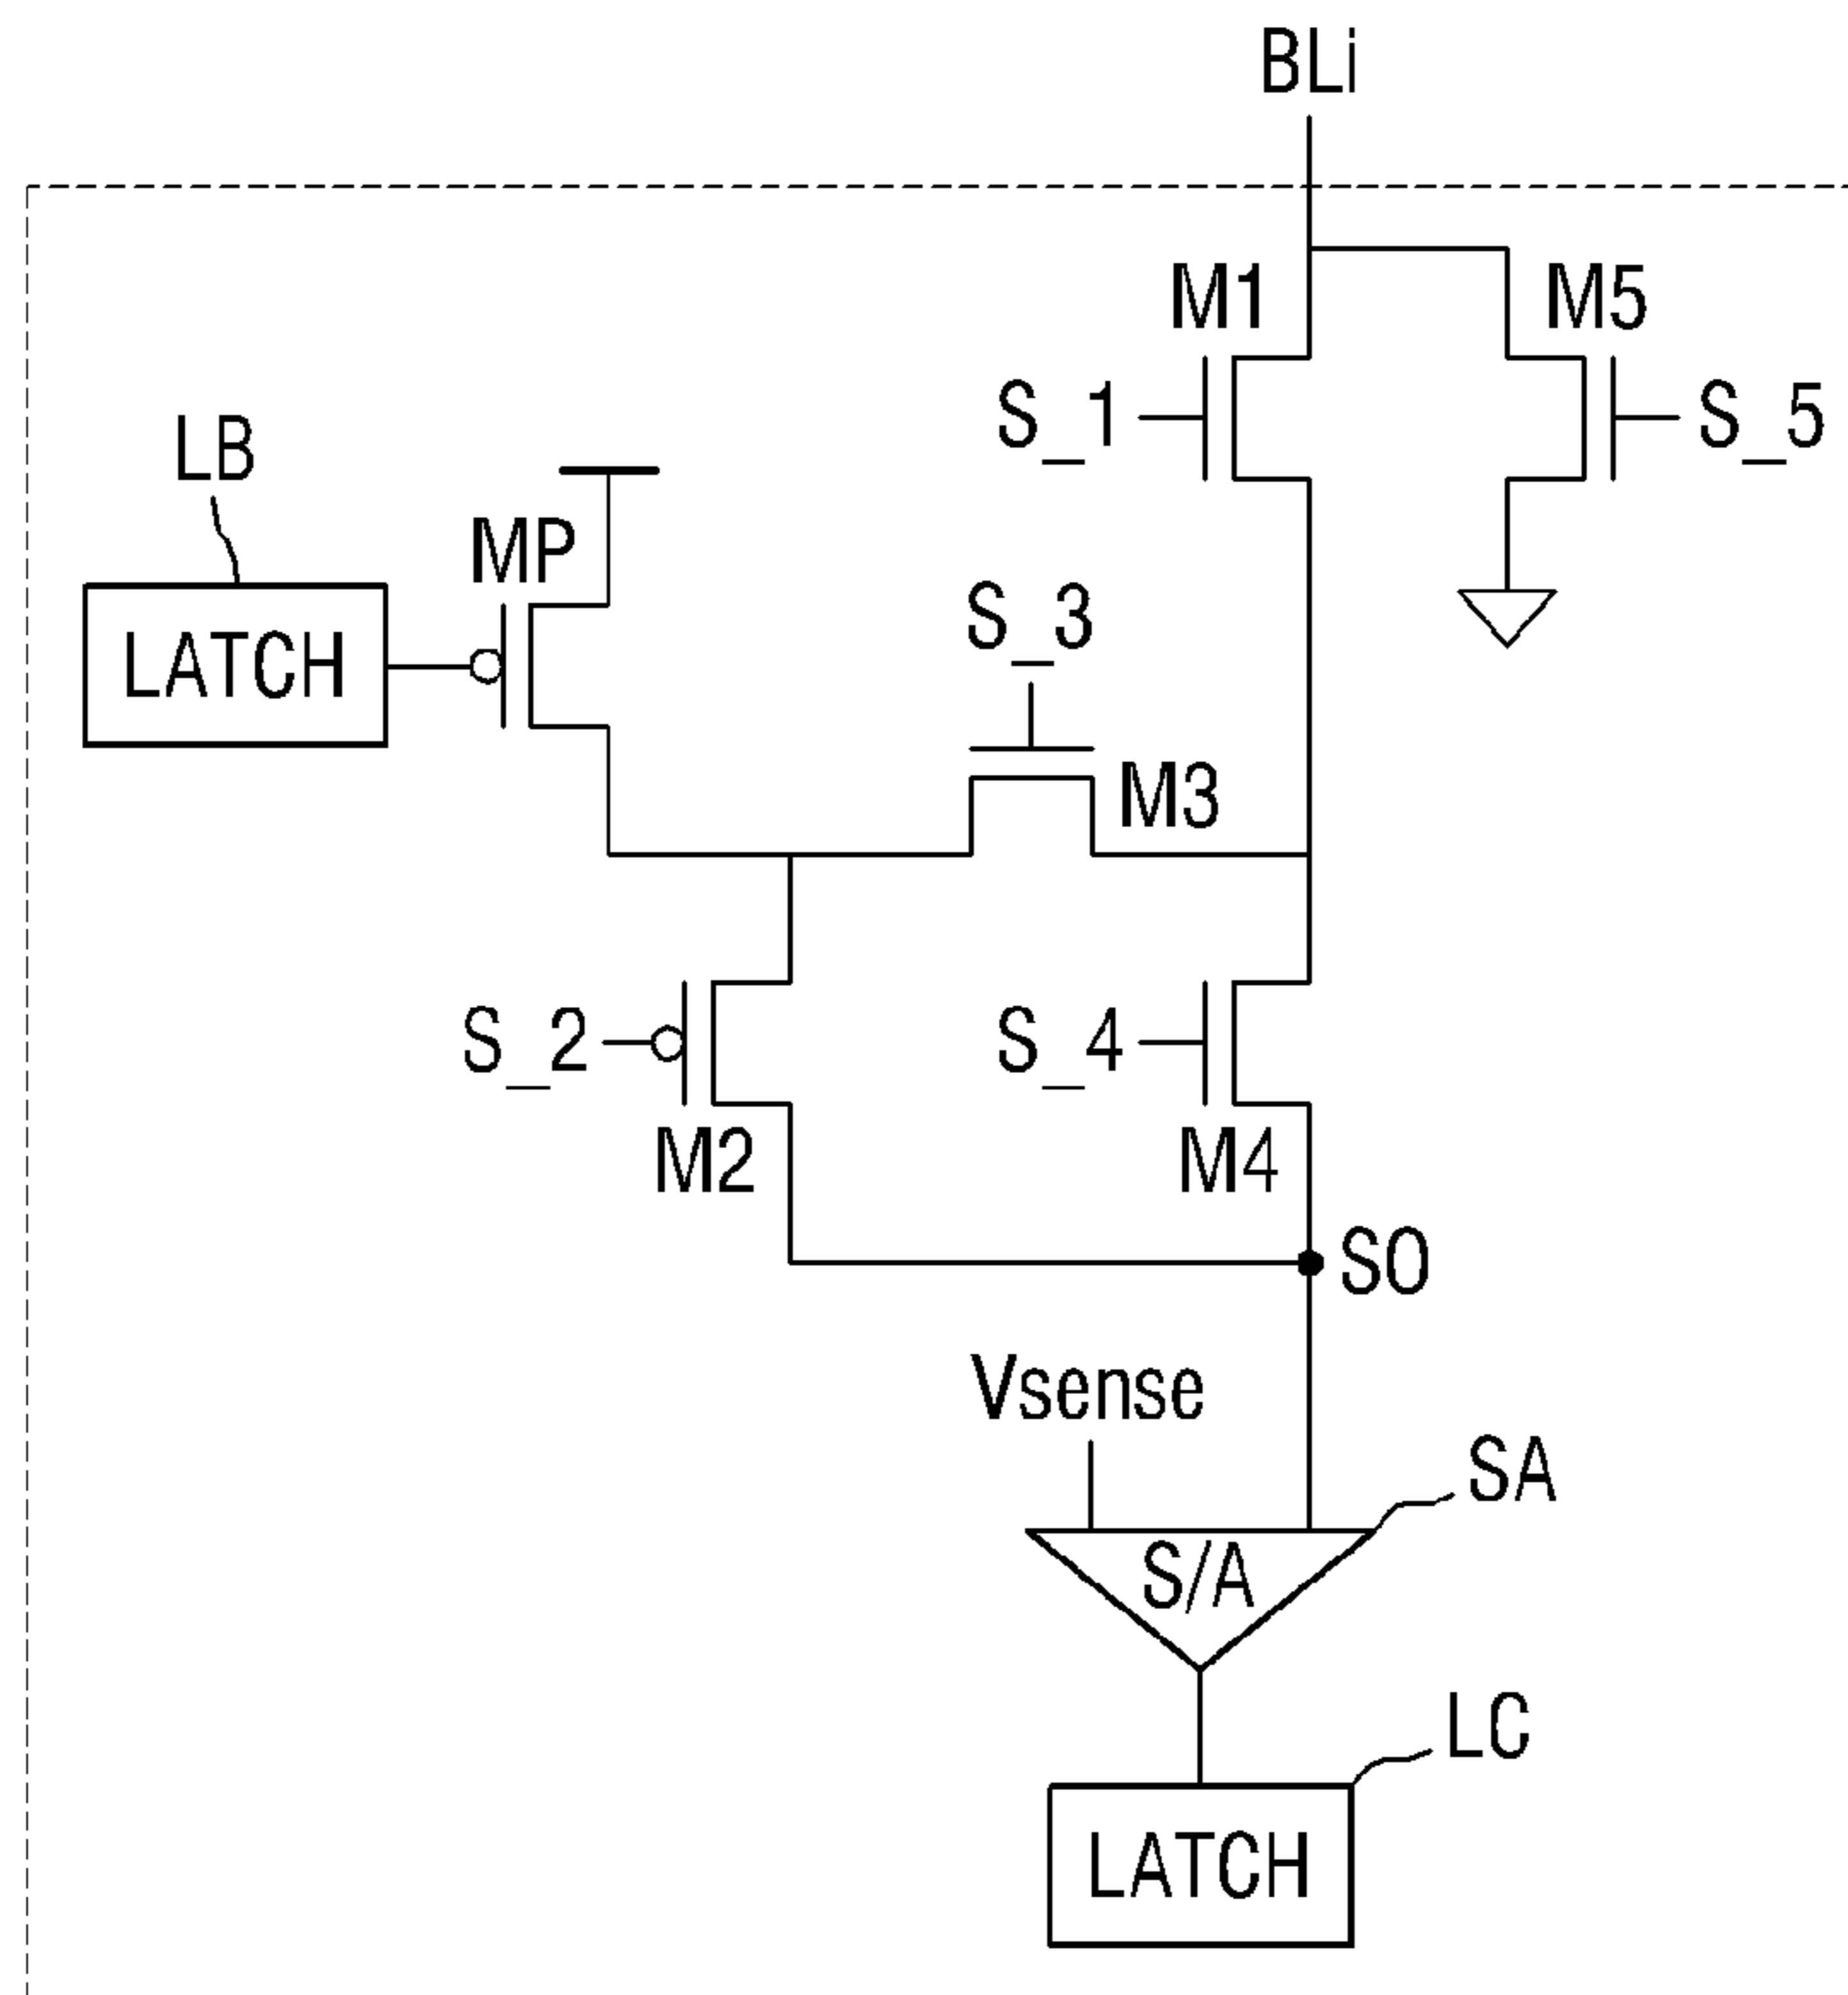 BLi
M1
M5
S_1
S_5
LB
MP
LATCH
S_3
M3
S_2
S_4
M2
M4
SO
Vsense
SA
S/A
LC
LATCH